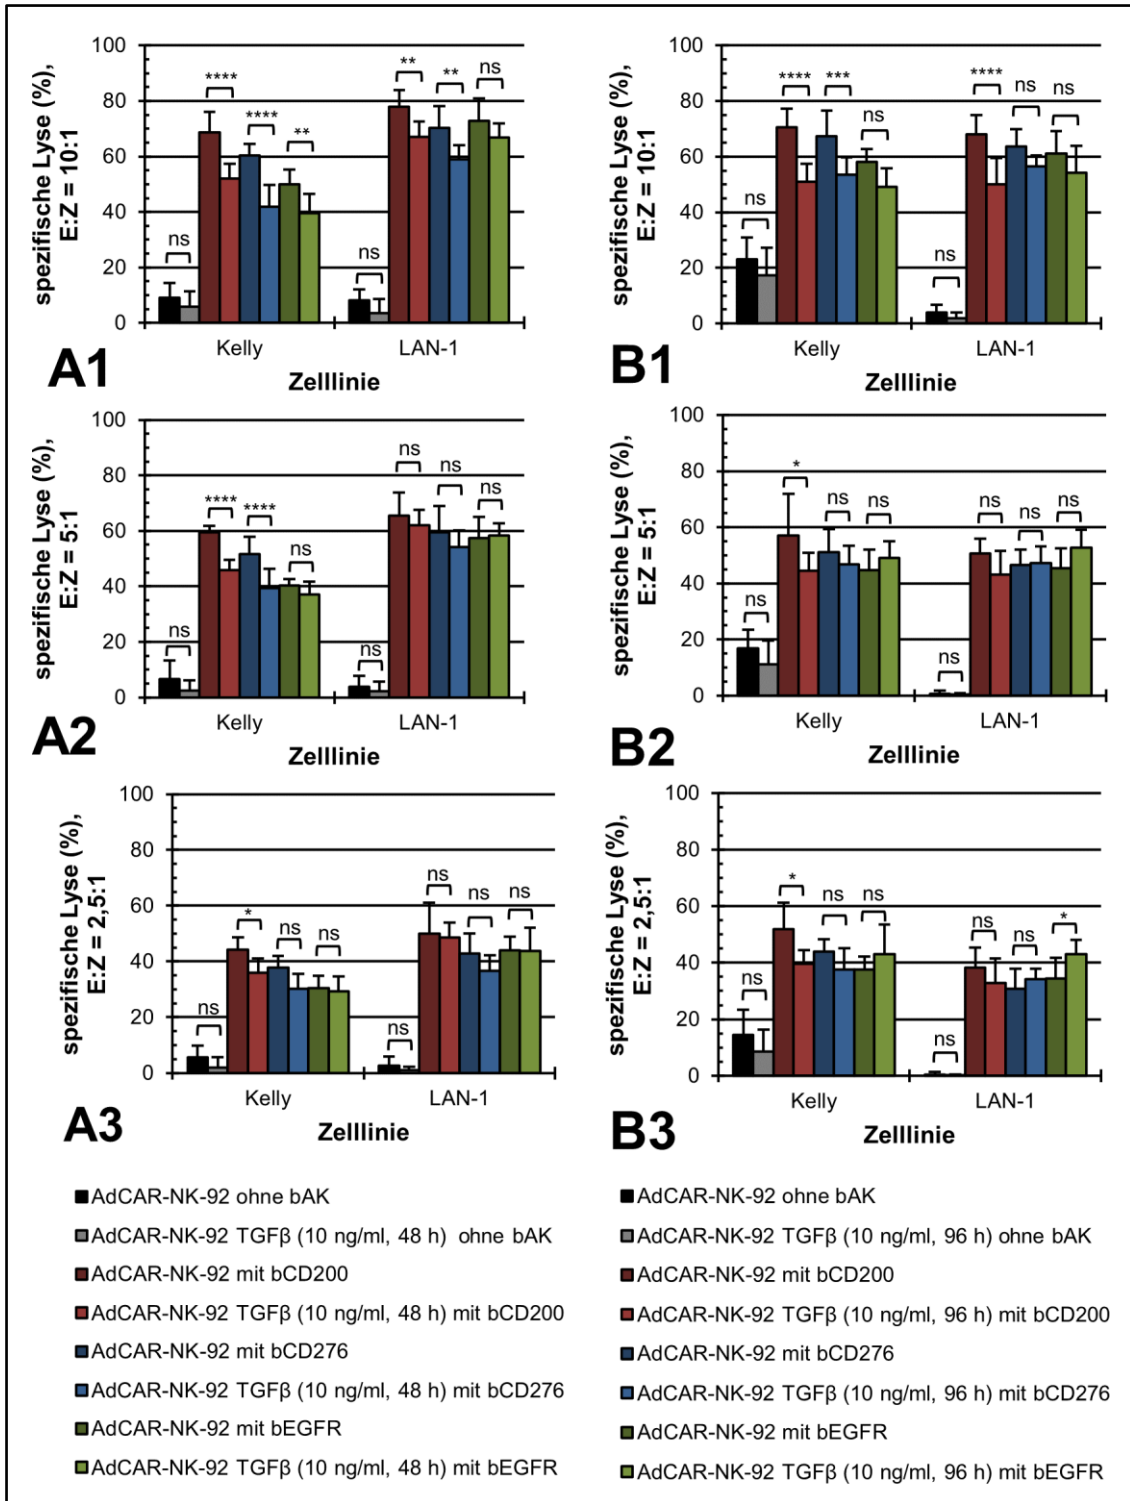 spezifische Lyse (%),
E:Z = 10:1
100
80
60
40
20
0
ns
****
****
**
ns
**
**
ns
Kelly
LAN-1
A1
Zelllinie
spezifische Lyse (%),
E:Z = 10:1
100
80
60
40
20
0
ns
****
***
ns
ns
****
ns
ns
Kelly
LAN-1
B1
Zelllinie
spezifische Lyse (%),
E:Z = 5:1
100
80
60
40
20
0
ns
****
****
ns
ns
ns
ns
ns
Kelly
LAN-1
A2
Zelllinie
spezifische Lyse (%),
E:Z = 5:1
100
80
60
40
20
0
ns
*
ns
ns
ns
ns
ns
ns
Kelly
LAN-1
B2
Zelllinie
spezifische Lyse (%),
E:Z = 2,5:1
100
80
60
40
20
0
ns
*
ns
ns
ns
ns
ns
ns
Kelly
LAN-1
A3
Zelllinie
spezifische Lyse (%),
E:Z = 2,5:1
100
80
60
40
20
0
ns
*
ns
ns
ns
ns
ns
*
Kelly
LAN-1
B3
Zelllinie
AdCAR-NK-92 ohne bAK
AdCAR-NK-92 TGFβ (10 ng/ml, 48 h) ohne bAK
AdCAR-NK-92 mit bCD200
AdCAR-NK-92 TGFβ (10 ng/ml, 48 h) mit bCD200
AdCAR-NK-92 mit bCD276
AdCAR-NK-92 TGFβ (10 ng/ml, 48 h) mit bCD276
AdCAR-NK-92 mit bEGFR
AdCAR-NK-92 TGFβ (10 ng/ml, 48 h) mit bEGFR
AdCAR-NK-92 ohne bAK
AdCAR-NK-92 TGFβ (10 ng/ml, 96 h) ohne bAK
AdCAR-NK-92 mit bCD200
AdCAR-NK-92 TGFβ (10 ng/ml, 96 h) mit bCD200
AdCAR-NK-92 mit bCD276
AdCAR-NK-92 TGFβ (10 ng/ml, 96 h) mit bCD276
AdCAR-NK-92 mit bEGFR
AdCAR-NK-92 TGFβ (10 ng/ml, 96 h) mit bEGFR